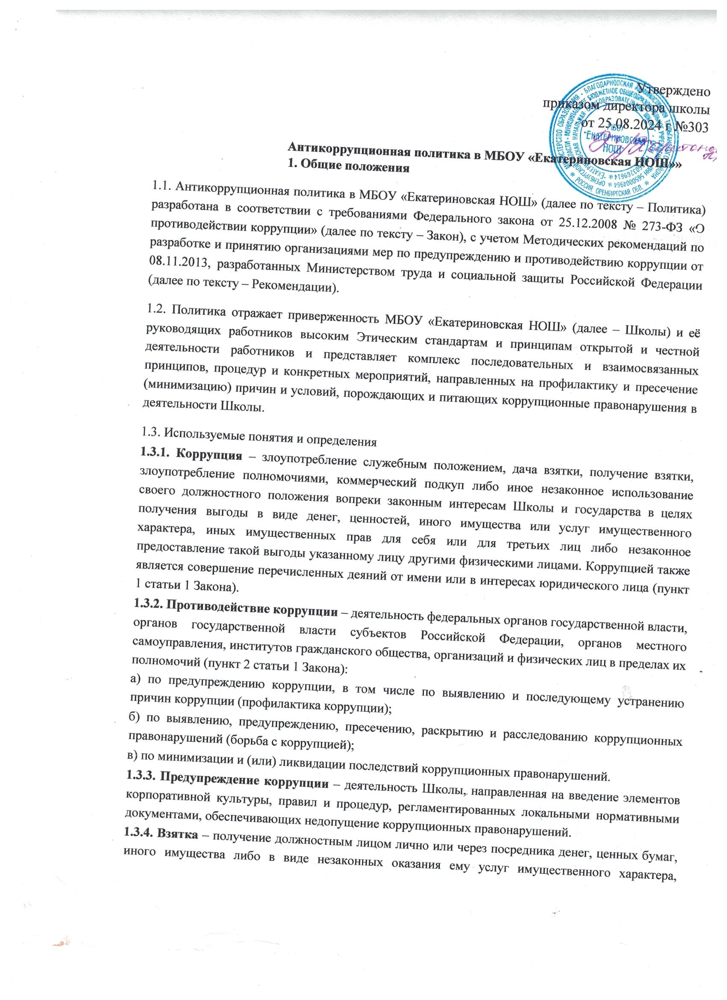 Утверждено
приказом директора школы
от 25.08.2024 г №303
Антикоррупционная политика в МБОУ «Екатериновская НОШ»»
1. Общие положения
1.1. Антикоррупционная политика в МБОУ «Екатериновская НОШ» (далее по тексту – Политика)
разработана в соответствии с требованиями Федерального закона от 25.12.2008 № 273-ФЗ «О
противодействии коррупции» (далее по тексту – Закон), с учетом Методических рекомендаций по
разработке и принятию организациями мер по предупреждению и противодействию коррупции от
08.11.2013, разработанных Министерством труда и социальной защиты Российской Федерации
(далее по тексту – Рекомендации).
1.2. Политика отражает приверженность МБОУ «Екатериновская НОШ» (далее – Школы) и её
руководящих работников высоким Этическим стандартам и принципам открытой и честной
деятельности работников и представляет комплекс последовательных и взаимосвязанных
принципов, процедур и конкретных мероприятий, направленных на профилактику и пресечение
(минимизацию) причин и условий, порождающих и питающих коррупционные правонарушения в
деятельности Школы.
1.3. Используемые понятия и определения
1.3.1. Коррупция – злоупотребление служебным положением, дача взятки, получение взятки,
злоупотребление полномочиями, коммерческий подкуп либо иное незаконное использование
своего должностного положения вопреки законным интересам Школы и государства в целях
получения выгоды в виде денег, ценностей, иного имущества или услуг имущественного
характера, иных имущественных прав для себя или для третьих лиц либо незаконное
предоставление такой выгоды указанному лицу другими физическими лицами. Коррупцией также
является совершение перечисленных деяний от имени или в интересах юридического лица (пункт
1 статьи 1 Закона).
1.3.2. Противодействие коррупции – деятельность федеральных органов государственной власти,
органов государственной власти субъектов Российской Федерации, органов местного
самоуправления, институтов гражданского общества, организаций и физических лиц в пределах их
полномочий (пункт 2 статьи 1 Закона):
а) по предупреждению коррупции, в том числе по выявлению и последующему устранению
причин коррупции (профилактика коррупции);
б) по выявлению, предупреждению, пресечению, раскрытию и расследованию коррупционных
правонарушений (борьба с коррупцией);
в) по минимизации и (или) ликвидации последствий коррупционных правонарушений.
1.3.3. Предупреждение коррупции – деятельность Школы, направленная на введение элементов
корпоративной культуры, правил и процедур, регламентированных локальными нормативными
документами, обеспечивающих недопущение коррупционных правонарушений.
1.3.4. Взятка – получение должностным лицом лично или через посредника денег, ценных бумаг,
иного имущества либо в виде незаконных оказания ему услуг имущественного характера,
МБОУ
"ЕКАТЕРИНОВСКАЯ
НОШ"
РОССИЯ. ОРЕНБУРГСКАЯ ОБЛ.